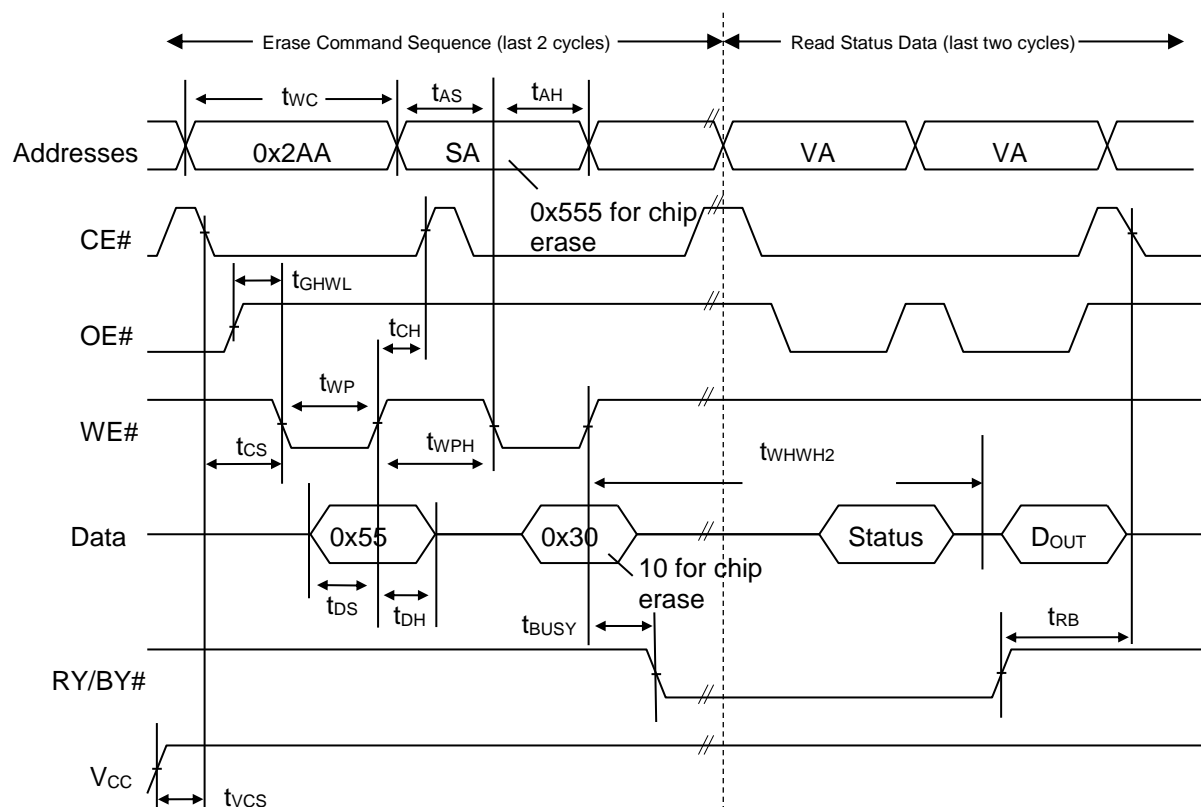 Erase Command Sequence (last 2 cycles)
Read Status Data (last two cycles)
tWC
tAS
tAH
Addresses
0x2AA
SA
VA
VA
0x555 for chip
erase
CE#
tGHWL
OE#
tCH
tWP
WE#
tCS
tWPH
tWHWH2
Data
0x55
0x30
Status
DOUT
10 for chip
erase
tDS
tDH
tBUSY
tRB
RY/BY#
VCC
tVCS